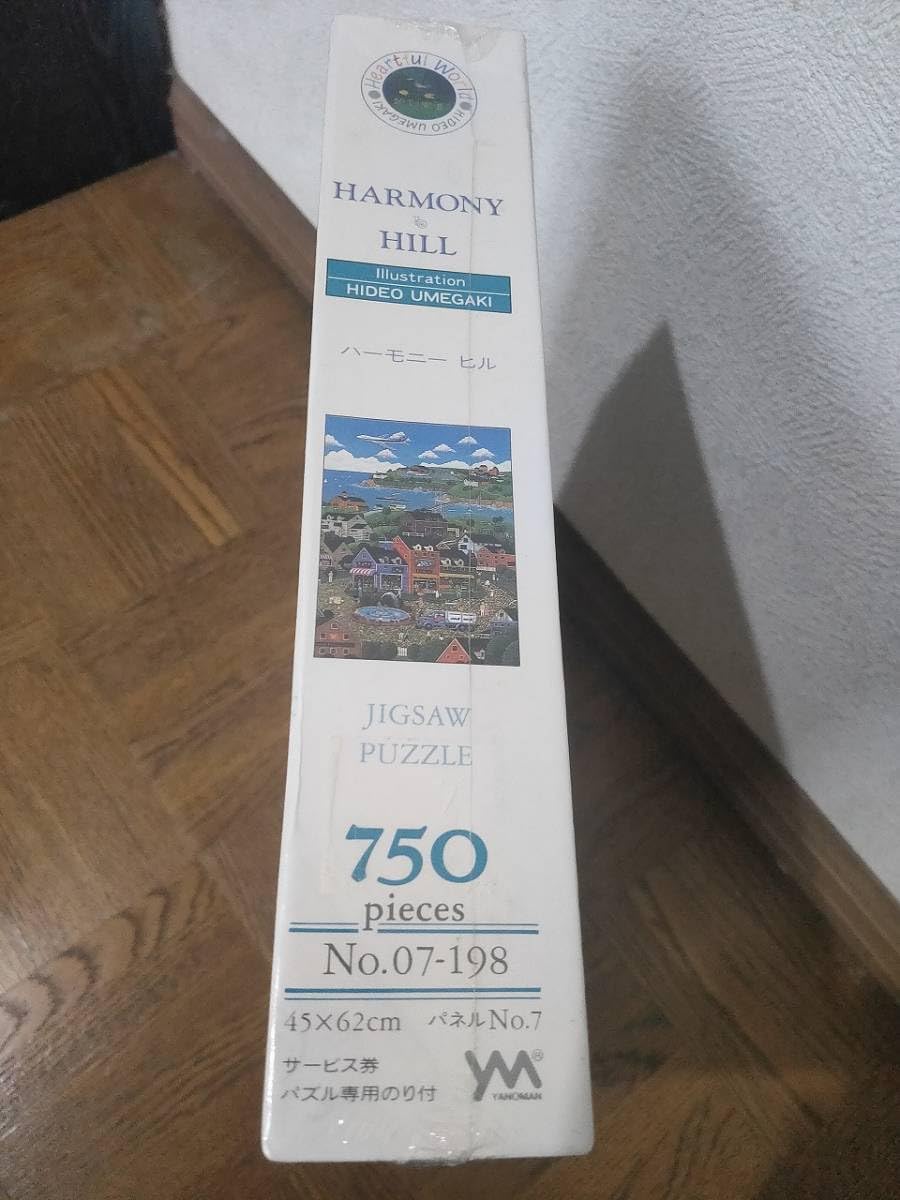 Heartful World
HIDEO UMEGAKI
HARMONY
HILL
Illustration
HIDEO UMEGAKI
ハーモニー ヒル
JIGSAW
PUZZLE
750
pieces
No.07-198
45×62cm パネルNo.7
サービス券
パズル専用のり付
YM®
YANOMAN